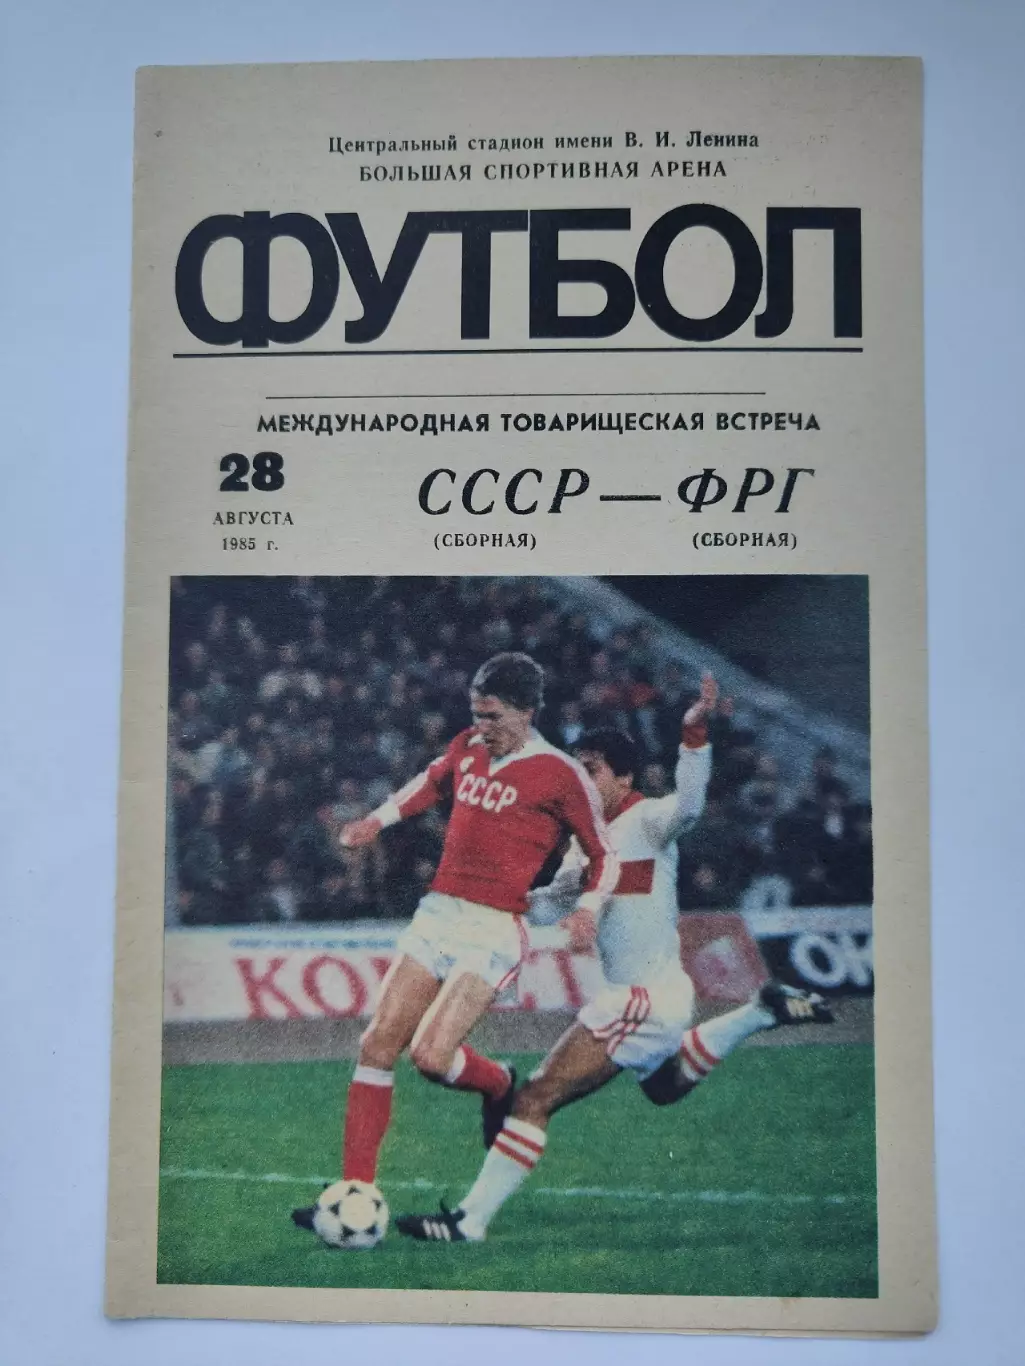 Центральный стадион имени В. И. Ленина
БОЛЬШАЯ СПОРТИВНАЯ АРЕНА
ФУТБОЛ
МЕЖДУНАРОДНАЯ ТОВАРИЩЕСКАЯ ВСТРЕЧА
28
АВГУСТА
1985 г.
СССР — ФРГ
(СБОРНАЯ) (СБОРНАЯ)
СССР